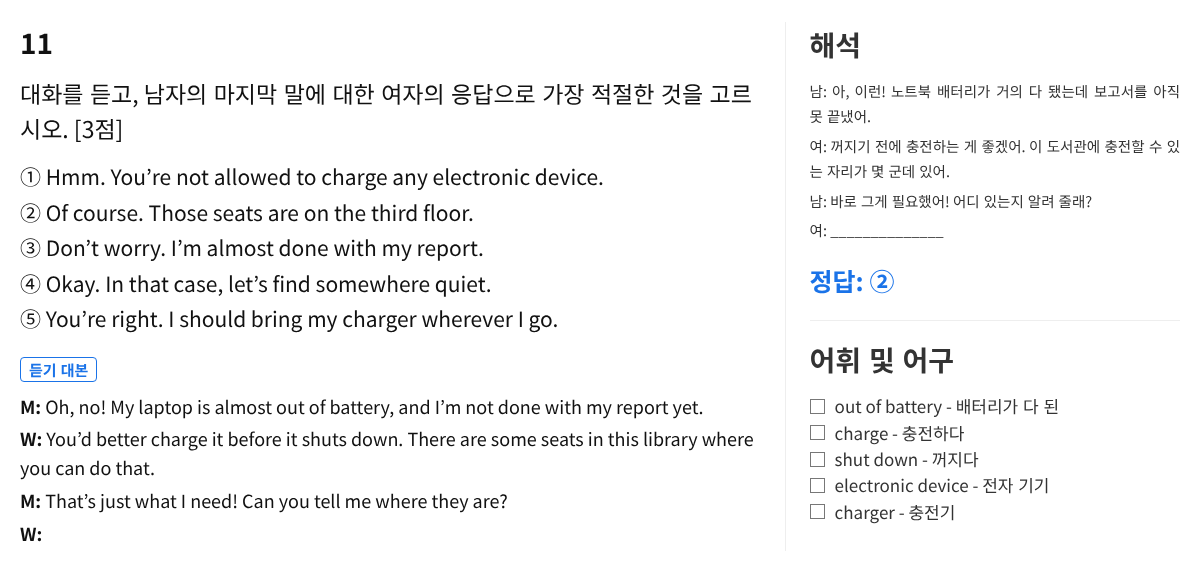 11
대화를 듣고, 남자의 마지막 말에 대한 여자의 응답으로 가장 적절한 것을 고르
시오. [3점]
① Hmm. You’re not allowed to charge any electronic device.
② Of course. Those seats are on the third floor.
③ Don’t worry. I’m almost done with my report.
④ Okay. In that case, let’s find somewhere quiet.
⑤ You’re right. I should bring my charger wherever I go.
듣기 대본
M: Oh, no! My laptop is almost out of battery, and I’m not done with my report yet.
W: You’d better charge it before it shuts down. There are some seats in this library where
you can do that.
M: That’s just what I need! Can you tell me where they are?
W:
해석
남: 아, 이런! 노트북 배터리가 거의 다 됐는데 보고서를 아직
못 끝냈어.
여: 꺼지기 전에 충전하는 게 좋겠어. 이 도서관에 충전할 수 있
는 자리가 몇 군데 있어.
남: 바로 그게 필요했어! 어디 있는지 알려 줄래?
여: ______________
정답: ②
어휘 및 어구
☐ out of battery - 배터리가 다 된
☐ charge - 충전하다
☐ shut down - 꺼지다
☐ electronic device - 전자 기기
☐ charger - 충전기